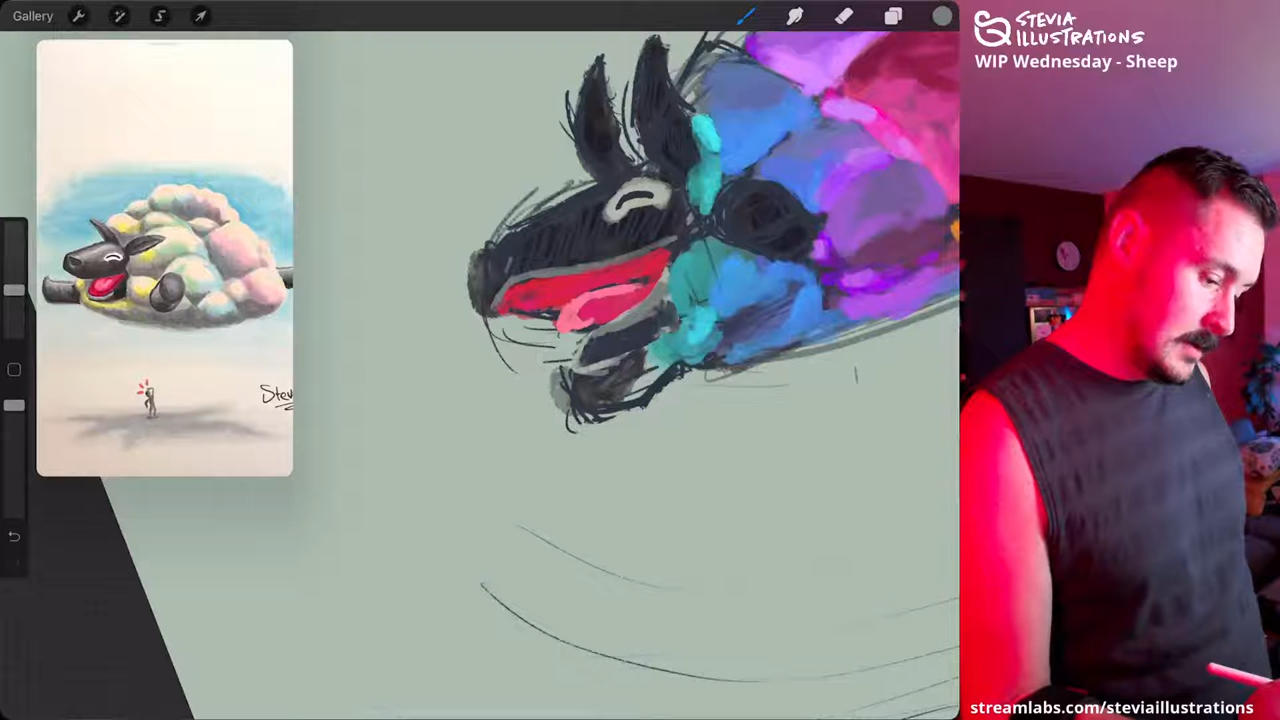 Gallery
STEVIA
ILLUSTRATIONS
WIP Wednesday - Sheep
streamlabs.com/steviaillustrations